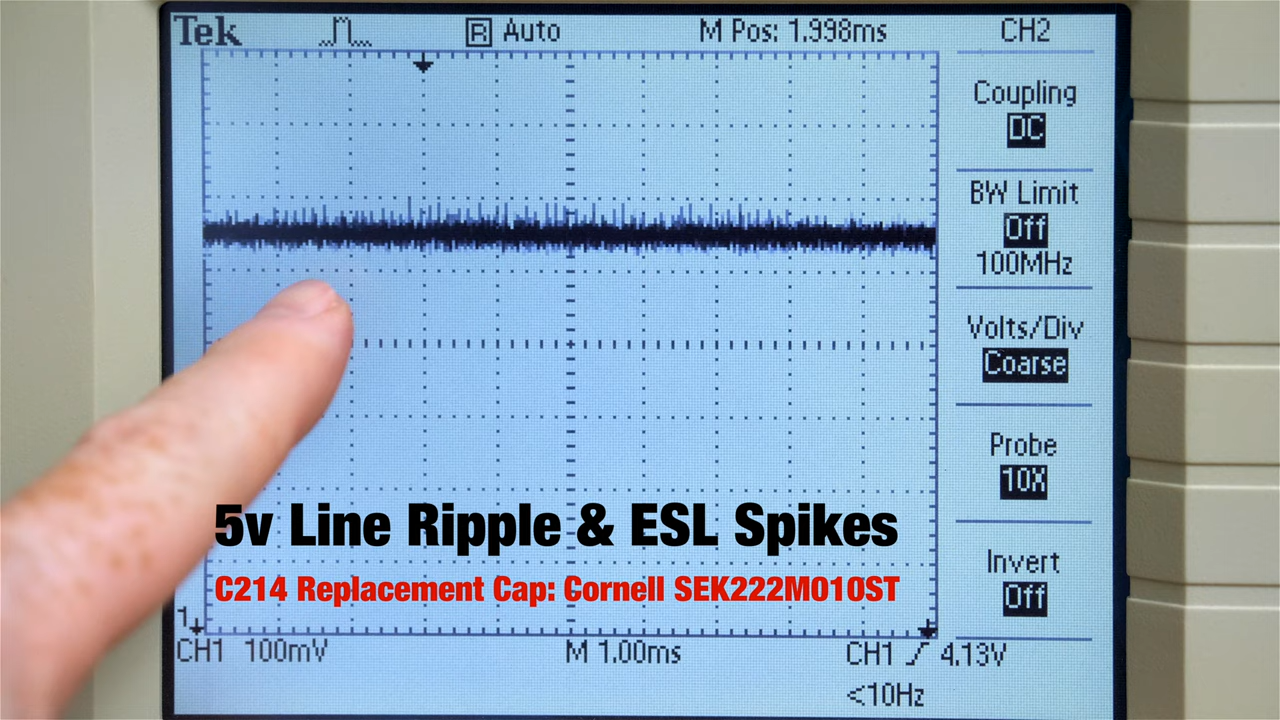 Tek
R Auto
M Pos: 1.998ms
CH2
Coupling
DC
BW Limit
Off
100MHz
Volts/Div
Coarse
Probe
10X
Invert
Off
5v Line Ripple & ESL Spikes
C214 Replacement Cap: Cornell SEK222M010ST
1
CH1 100mV
M 1.00ms
CH1 4.13V
<10Hz